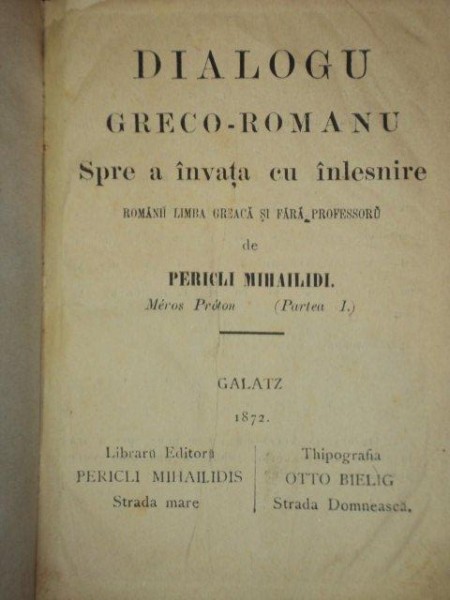 DIALOGU
GRECO-ROMANU
Spre a învața cu înlesnire
ROMÂNIĬ LIMBA GREACĂ ȘI FĂRĂ PROFESSORŬ
de
PERICLI MIHAILIDI.
Méros Próton (Partea I.)
GALATZ
1872.
Librarŭ Editorŭ
PERICLI MIHAILIDIS
Strada mare
Thipografia
OTTO BIELIG
Strada Domnească.